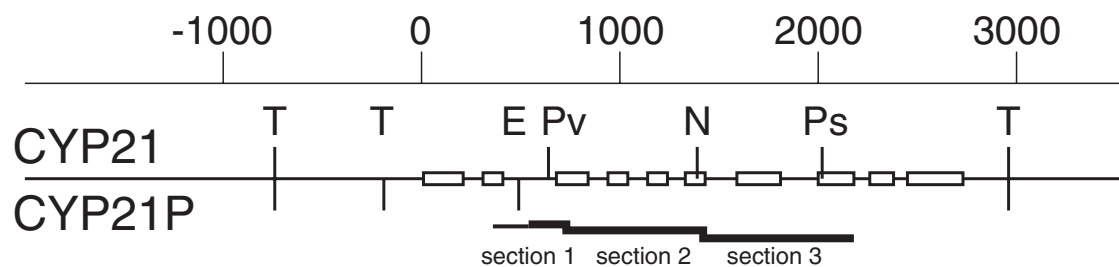 -1000 0 1000 2000 3000
T T E Pv N Ps T
CYP21
CYP21P
section 1 section 2 section 3